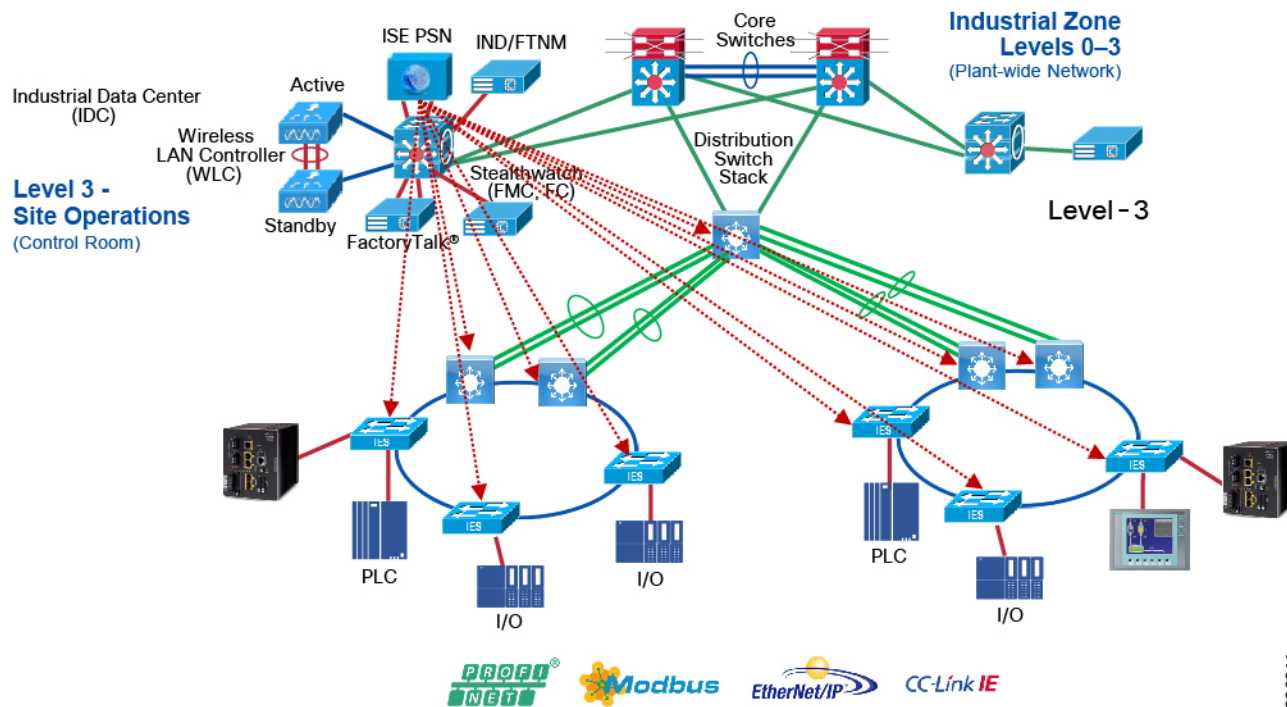 ISE PSN
IND/FTNM
Core
Switches
Industrial Zone
Levels 0–3
(Plant-wide Network)
Industrial Data Center
(IDC)
Active
Wireless
LAN Controller
(WLC)
Level 3 -
Site Operations
(Control Room)
Standby
FactoryTalk®
Stealthwatch
(FMC, FC)
Distribution
Switch
Stack
Level - 3
IES
IES
IES
IES
IES
IES
PLC
I/O
I/O
PLC
I/O
PROFI
NET
®
Modbus
EtherNet/IP
CC-Link IE